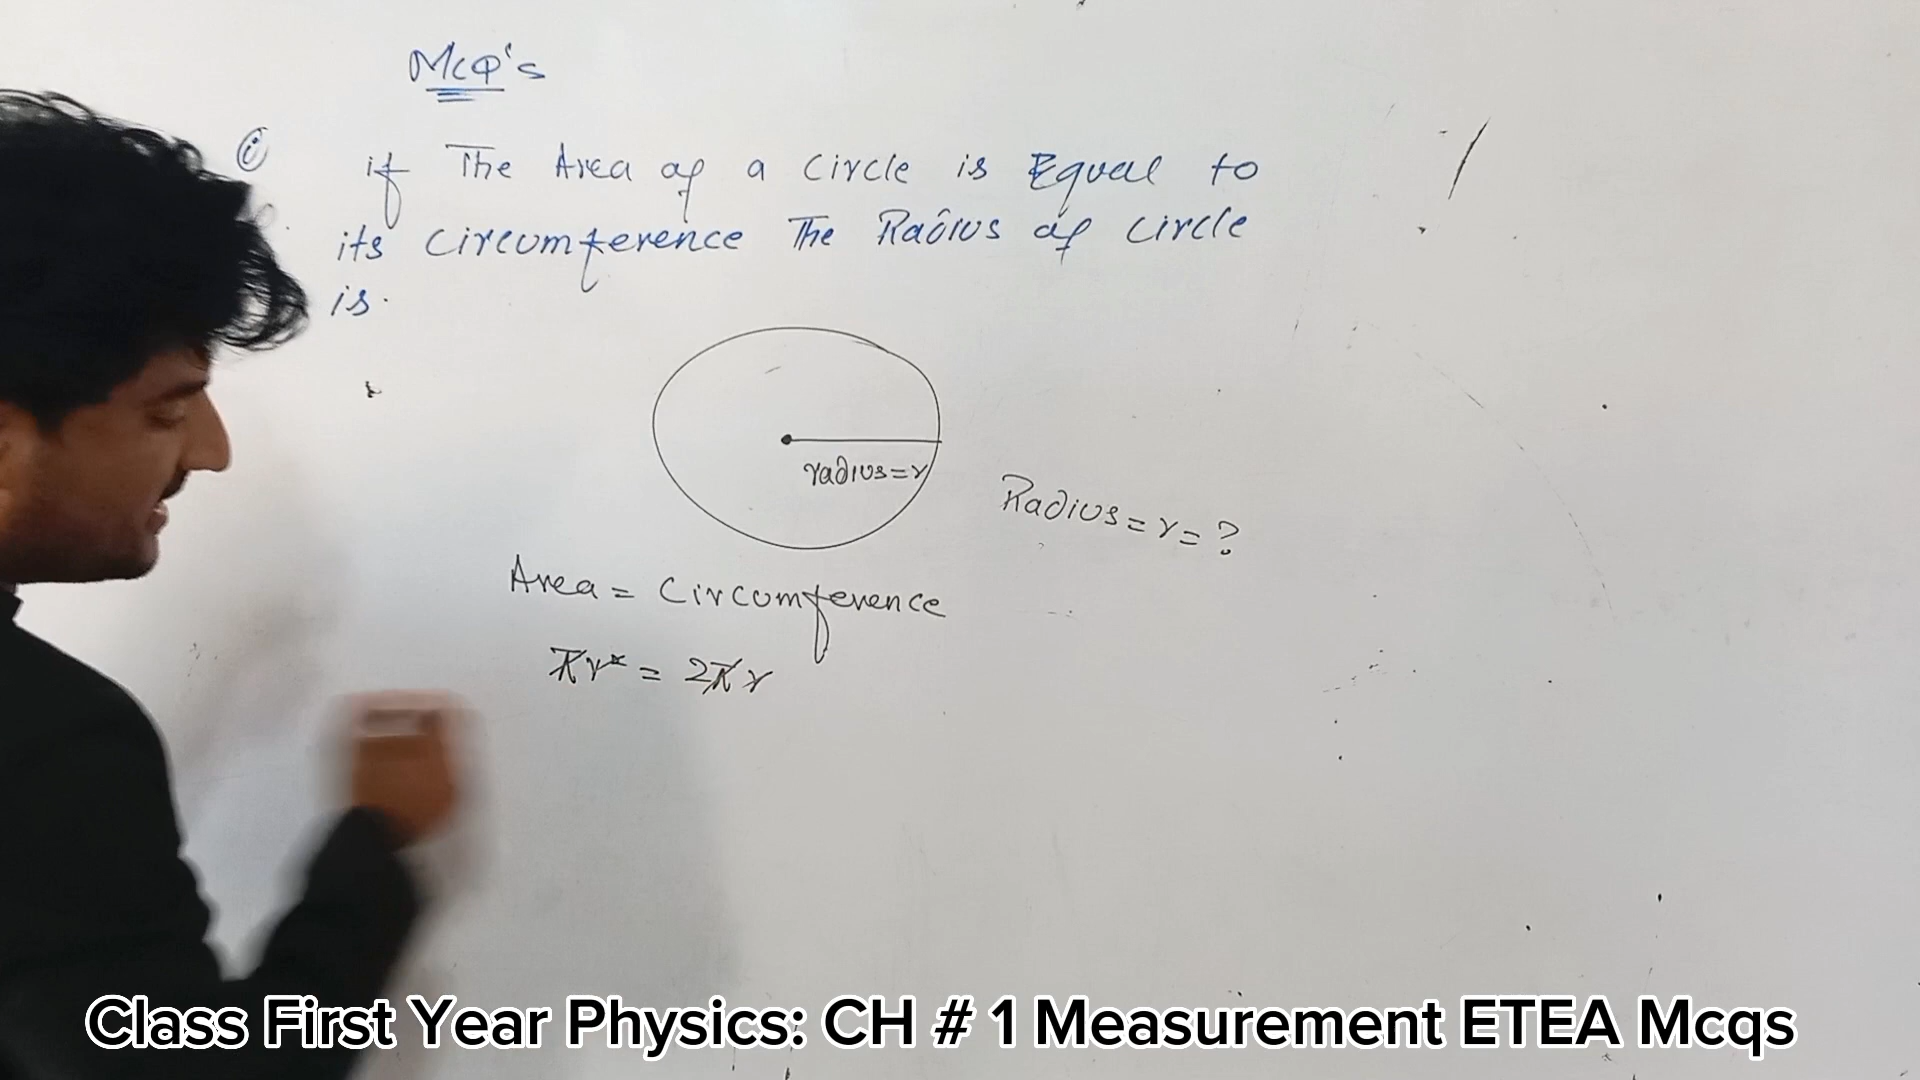 McQ's
(i) if The Area of a Circle is Equal to
its Circumference The Radius of Circle
is.
radius=r
Radius=r=?
Area = Circumference
πr² = 2πr
Class First Year Physics: CH # 1 Measurement ETEA Mcqs